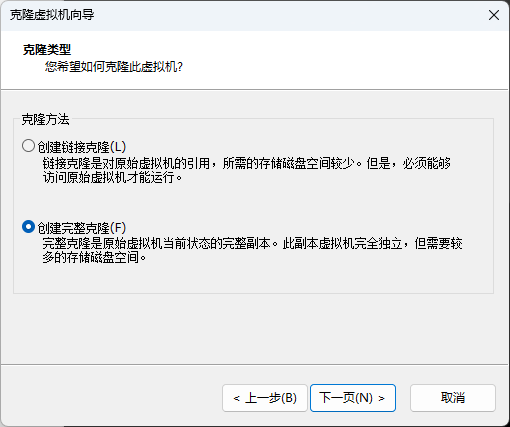 克隆虚拟机向导
克隆类型
您希望如何克隆此虚拟机?
克隆方法
创建链接克隆(L)
链接克隆是对原始虚拟机的引用，所需的存储磁盘空间较少。但是，必须能够
访问原始虚拟机才能运行。
创建完整克隆(F)
完整克隆是原始虚拟机当前状态的完整副本。此副本虚拟机完全独立，但需要较
多的存储磁盘空间。
< 上一步(B)
下一页(N) >
取消